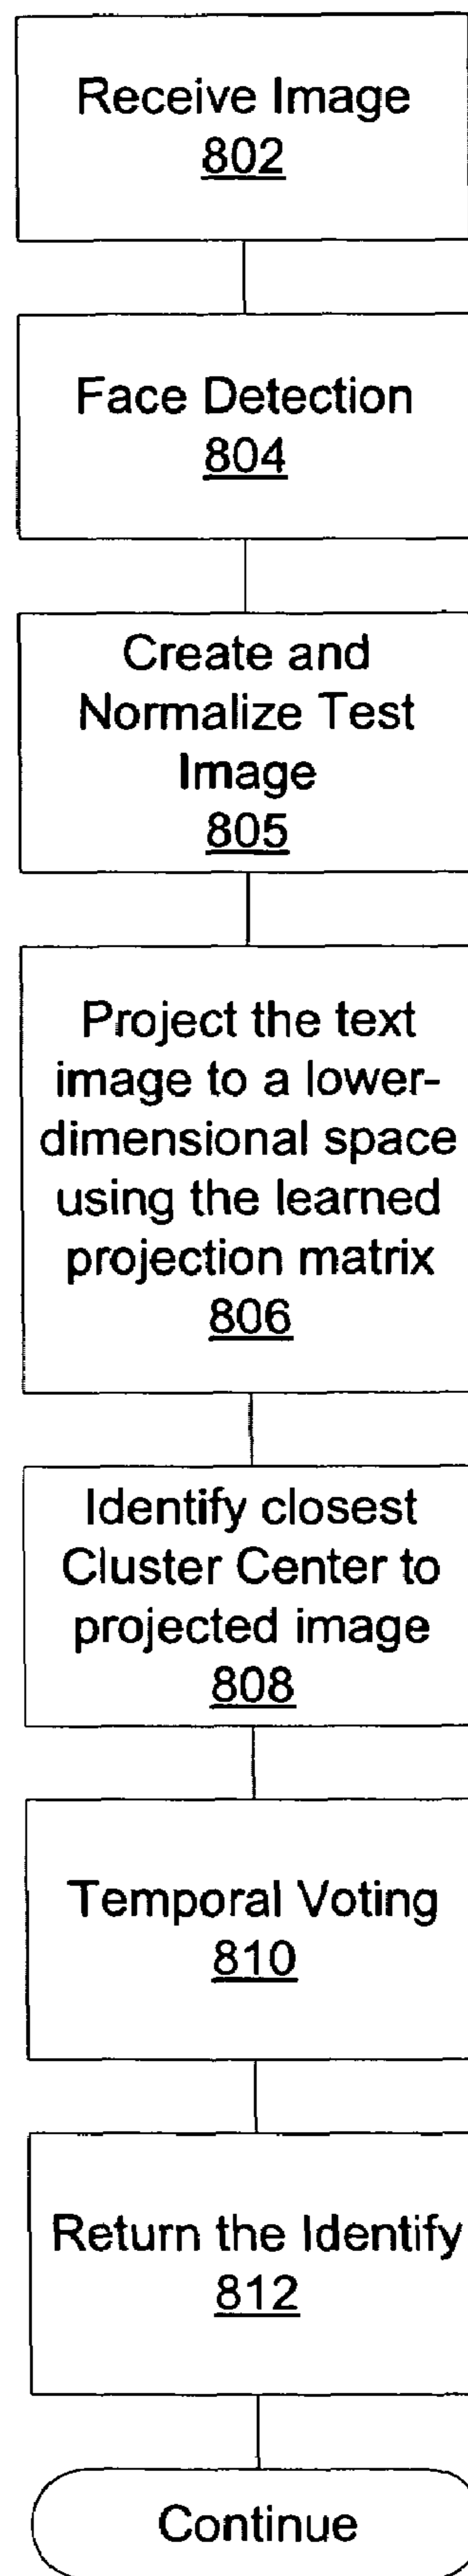 Receive Image
802
Face Detection
804
Create and
Normalize Test
Image
805
Project the text
image to a lower-
dimensional space
using the learned
projection matrix
806
Identify closest
Cluster Center to
projected image
808
Temporal Voting
810
Return the Identify
812
Continue